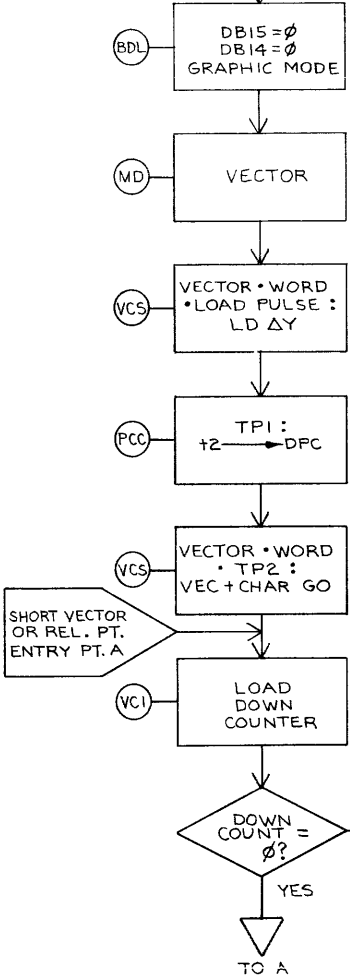 BDL
DB15=∅
DB14=∅
GRAPHIC MODE
MD
VECTOR
VCS
VECTOR • WORD
• LOAD PULSE :
LD ΔY
PCC
TP1 :
+2 → DPC
VCS
VECTOR • WORD
• TP2 :
VEC + CHAR GO
SHORT VECTOR
OR REL. PT.
ENTRY PT. A
VC1
LOAD
DOWN
COUNTER
DOWN
COUNT =
∅?
YES
TO A